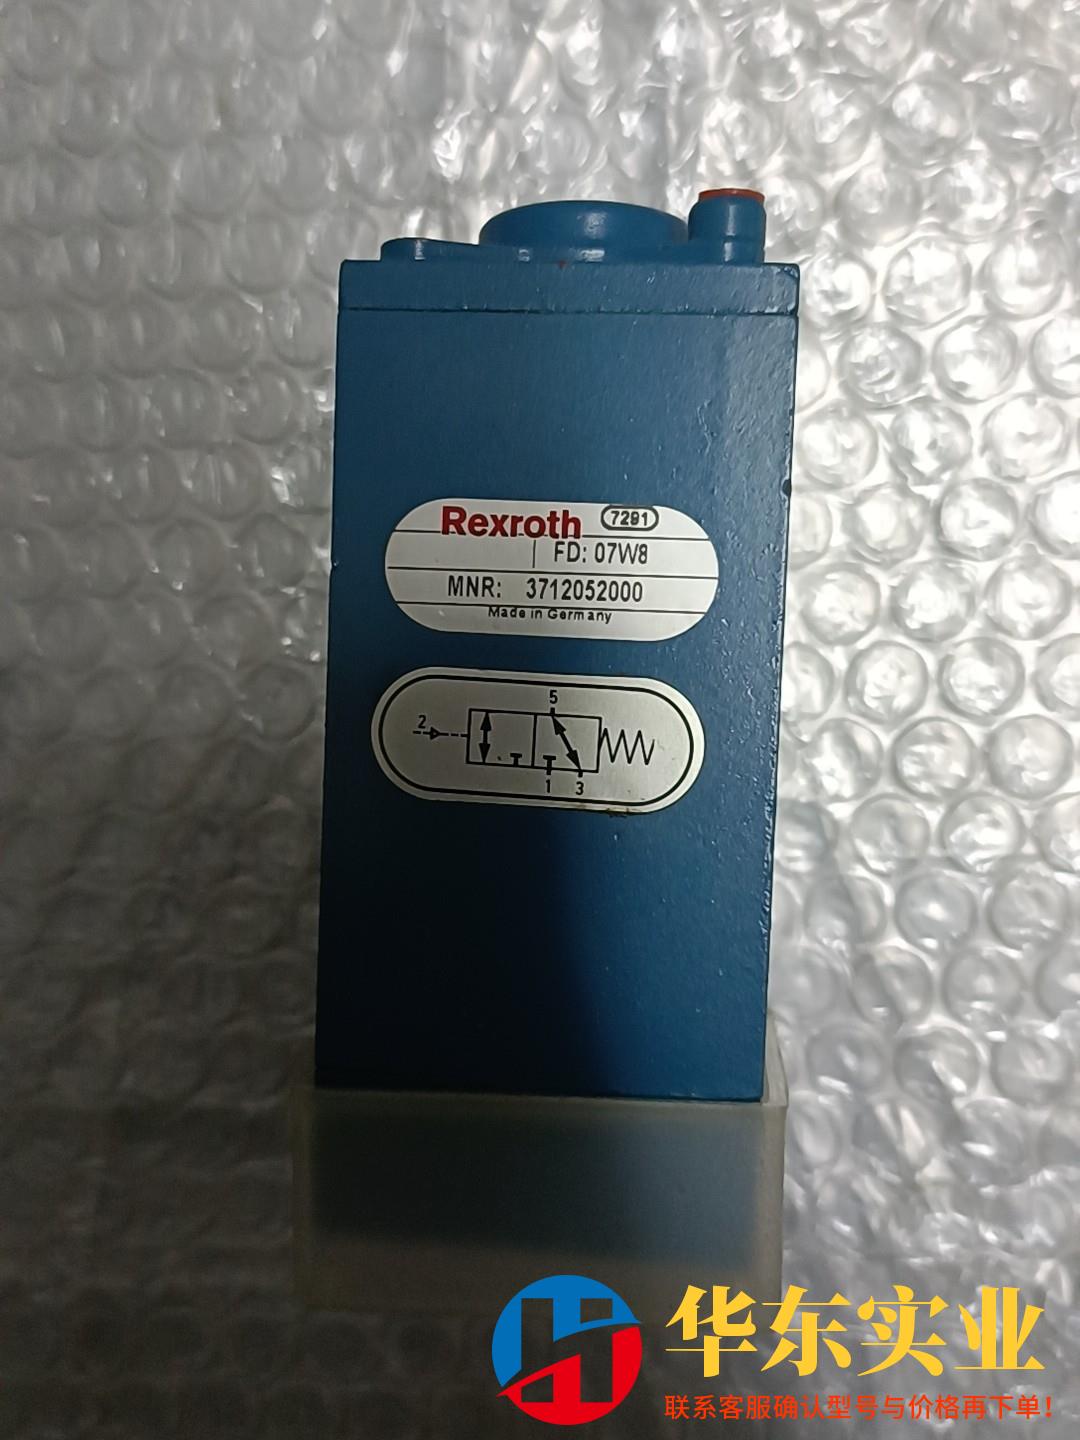 Rexroth 7291
FD: 07W8
MNR: 3712052000
Made in Germany
5
2
1 3
华东实业
联系客服确认型号与价格再下单！